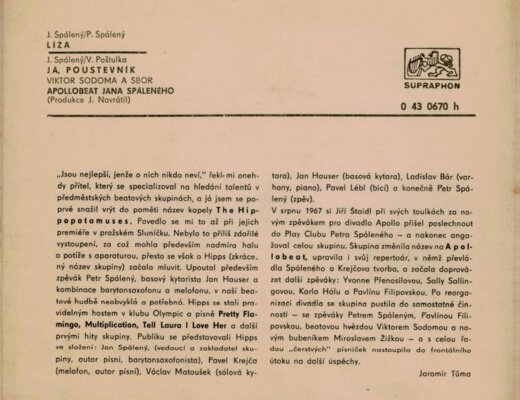 J. Spálený/P. Spálený
LÍZA
J. Spálený/V. Poštulka
JÁ, POUSTEVNÍK
VIKTOR SODOMA A SBOR
APOLLOBEAT JANA SPÁLENÉHO
(Produkce J. Navrátil)
SUPRAPHON
0 43 0670 h
„Jsou nejlepší, jenže o nich nikdo neví,“ řekl-mi oneh-
dy přítel, který se specializoval na hledání talentů v
předměstských beatových skupinách, a já jsem se po-
prvé snažil vrýt do paměti název kapely The Hip-
popotamuses. Povedlo se mi to až při jejich
premiéře v pražském Sluníčku. Nebylo to příliš zdařilé
vystoupení, za což mohla především nadmíra halu
a potíže s aparaturou, přesto se však o Hipps (zkráce-
ný název skupiny) začalo mluvit. Upoutal především
zpěvák Petr Spálený, basový kytarista Jan Hauser a
kombinace barytonsaxofonu a melofonu, v naší bea-
tové hudbě neobvyklá a potřebná. Hipps se stali pra-
videlným hostem v klubu Olympic a písně Pretty Fla-
mingo, Multiplication, Tell Laura I Love Her a další
prvými hity skupiny. Publiku se představovali Hipps
ve složení: Jan Spálený, (vedoucí a zakladatel sku-
piny, autor písní, barytonsaxofonista), Pavel Krejča
(melofon, autor písní), Václav Matoušek (sólová ky-
tara), Jan Hauser (basová kytara), Ladislav Bár (var-
hany, piano), Pavel Lébl (bicí) a konečně Petr Spá-
lený (zpěv).
V srpnu 1967 si Jiří Štoidl při svých toulkách za no-
vým zpěvákem pro divadlo Apollo přišel poslechnout
do Play Clubu Petra Spáleného – a nakonec anga-
žoval celou skupinu. Skupina změnila název na Apol-
lobeat, upravila i svůj repertoár, v němž převlá-
dla Spáleného a Krejčova tvorba, a začala doprová-
zet další zpěváky: Yvonne Přenosilovou, Sally Sallin-
govou, Karla Hálu a Pavlínu Filipovskou. Po reorga-
nizaci divadla se skupina pustila do samostatné čin-
nosti – se zpěváky Petrem Spáleným, Pavlínou Fili-
povskou, beatovou hvězdou Viktorem Sodomou a no-
vým bubeníkem Miroslavem Žižkou – a s celou řa-
dou „čerstvých“ písniček nastoupila do frontálního
útoku na další úspěchy.
Jaromír Tůma